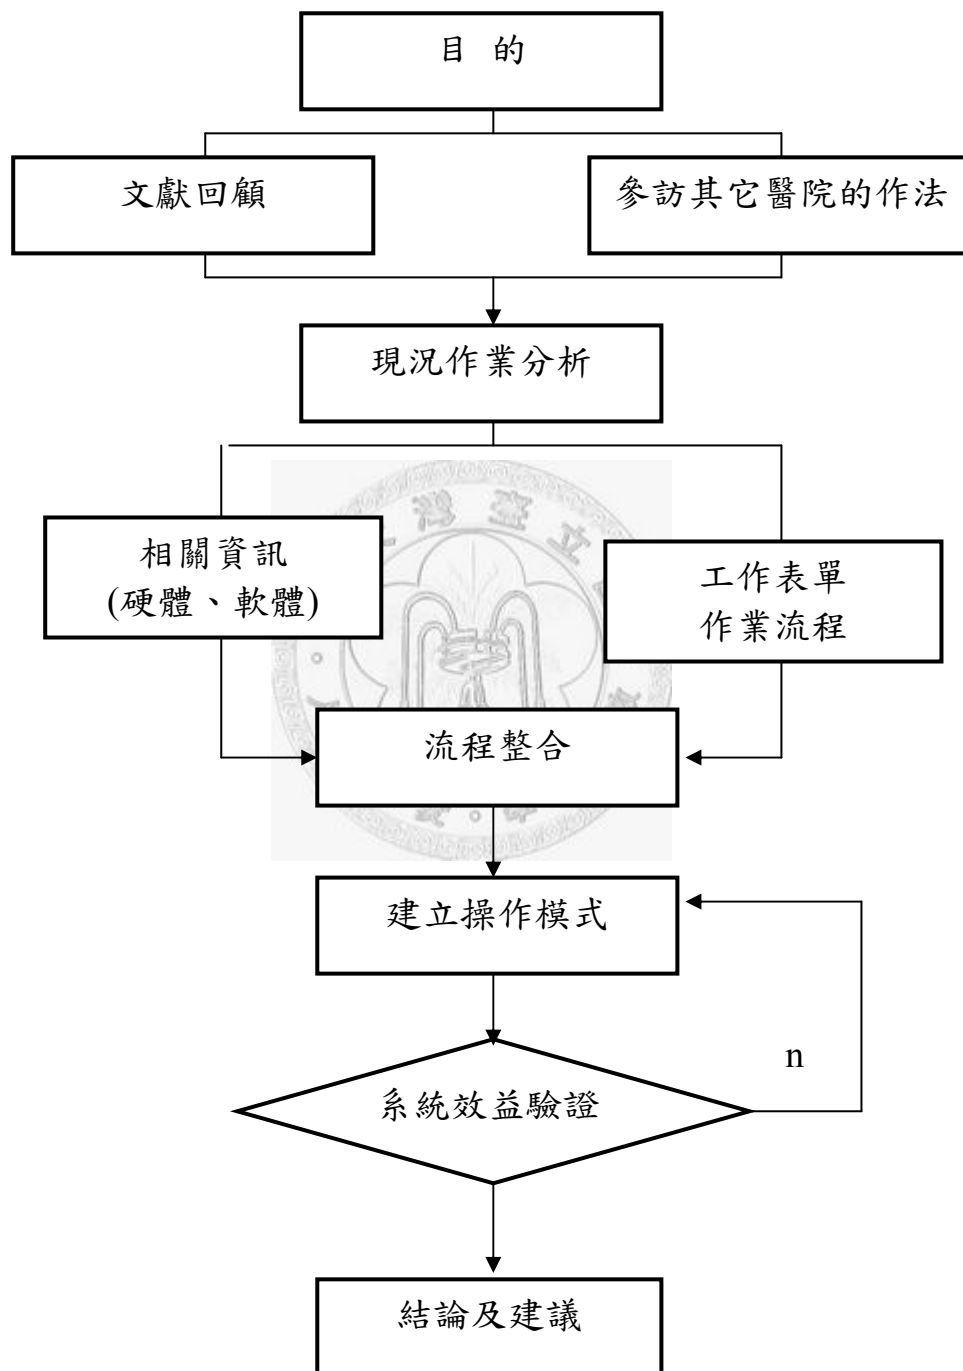 目 的
文獻回顧
參訪其它醫院的作法
現況作業分析
相關資訊
(硬體、軟體)
工作表單
作業流程
流程整合
建立操作模式
n
系統效益驗證
結論及建議